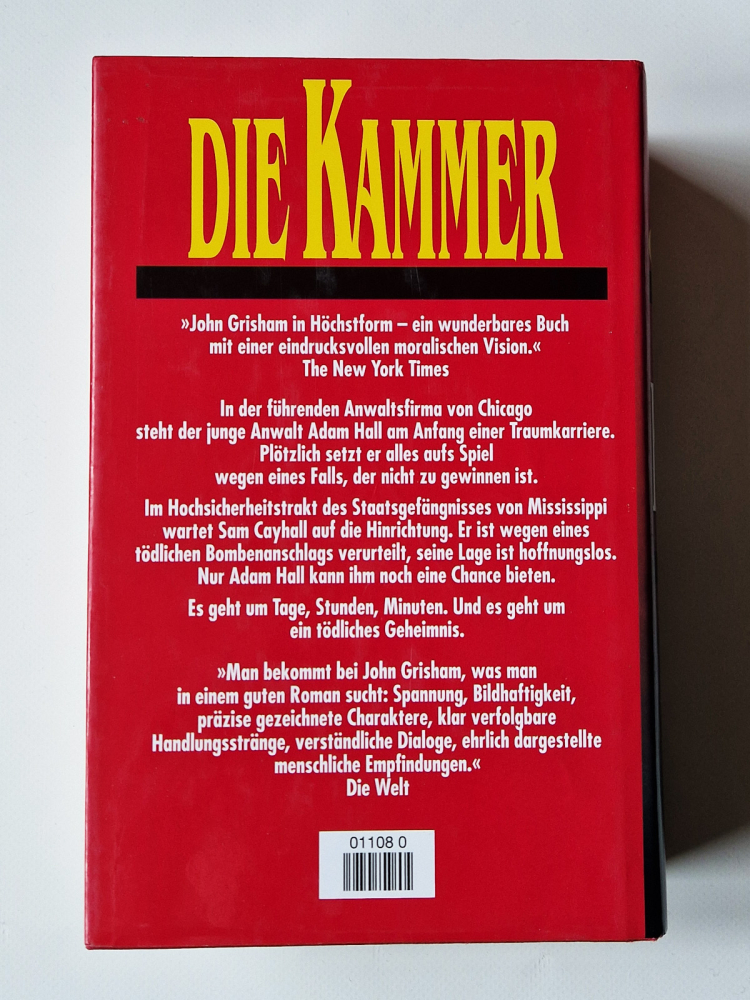 DIE KAMMER
»John Grisham in Höchstform – ein wunderbares Buch
mit einer eindrucksvollen moralischen Vision.«
The New York Times
In der führenden Anwaltsfirma von Chicago
steht der junge Anwalt Adam Hall am Anfang einer Traumkarriere.
Plötzlich setzt er alles aufs Spiel
wegen eines Falls, der nicht zu gewinnen ist.
Im Hochsicherheitstrakt des Staatsgefängnisses von Mississippi
wartet Sam Cayhall auf die Hinrichtung. Er ist wegen eines
tödlichen Bombenanschlags verurteilt, seine Lage ist hoffnungslos.
Nur Adam Hall kann ihm noch eine Chance bieten.
Es geht um Tage, Stunden, Minuten. Und es geht um
ein tödliches Geheimnis.
»Man bekommt bei John Grisham, was man
in einem guten Roman sucht: Spannung, Bildhaftigkeit,
präzise gezeichnete Charaktere, klar verfolgbare
Handlungsstränge, verständliche Dialoge, ehrlich dargestellte
menschliche Empfindungen.«
Die Welt
01108 0